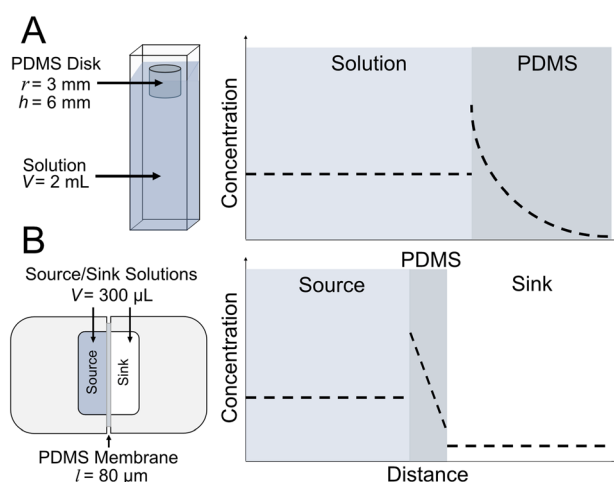 A
PDMS Disk
r = 3 mm
h = 6 mm
Solution
V = 2 mL
Concentration
Solution
PDMS
B
Source/Sink Solutions
V = 300 µL
Source
Sink
PDMS Membrane
l = 80 µm
Concentration
Source
PDMS
Sink
Distance